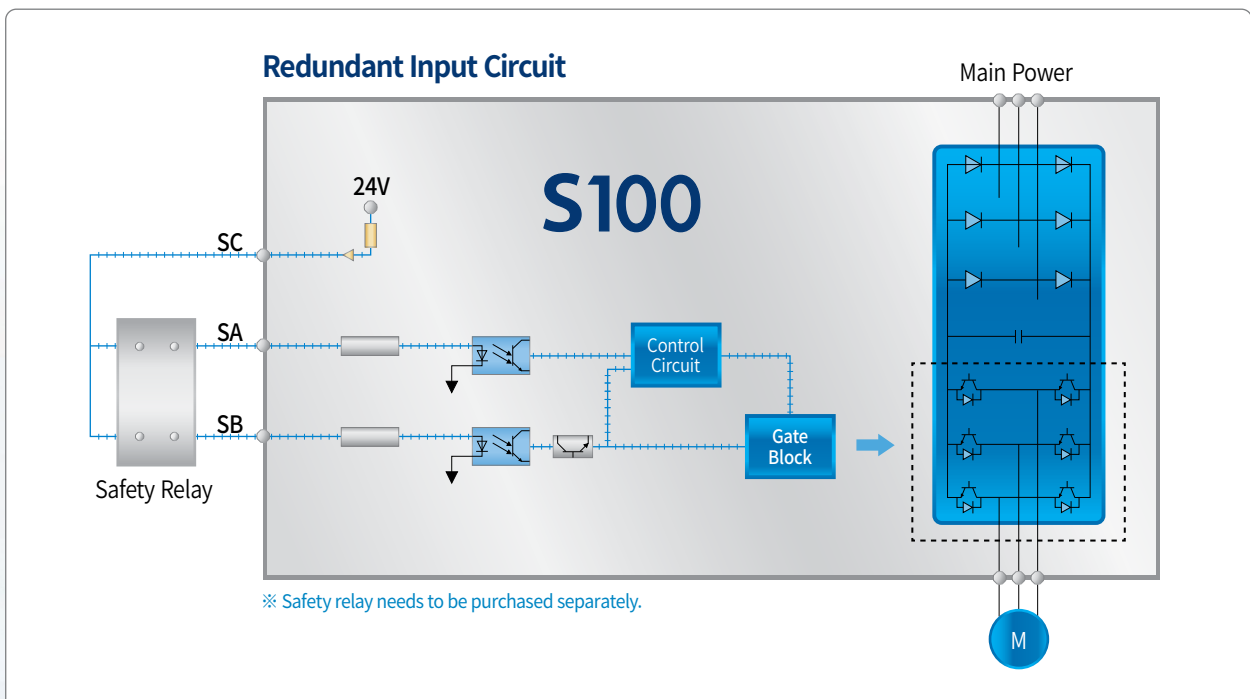 Redundant Input Circuit
Main Power
S100
24V
SC
SA
Control
Circuit
SB
Gate
Block
Safety Relay
※ Safety relay needs to be purchased separately.
M